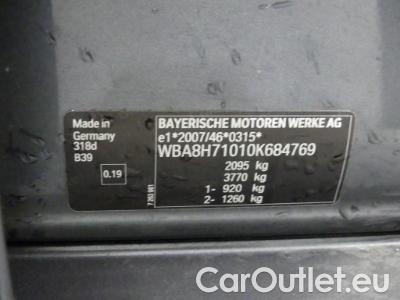 Made in
Germany
318d
B39
0.19
BAYERISCHE MOTOREN WERKE AG
e1*2007/46*0315*
WBA8H71010K684769
2095 kg
3770 kg
1- 920 kg
2- 1260 kg
CarOutlet.eu